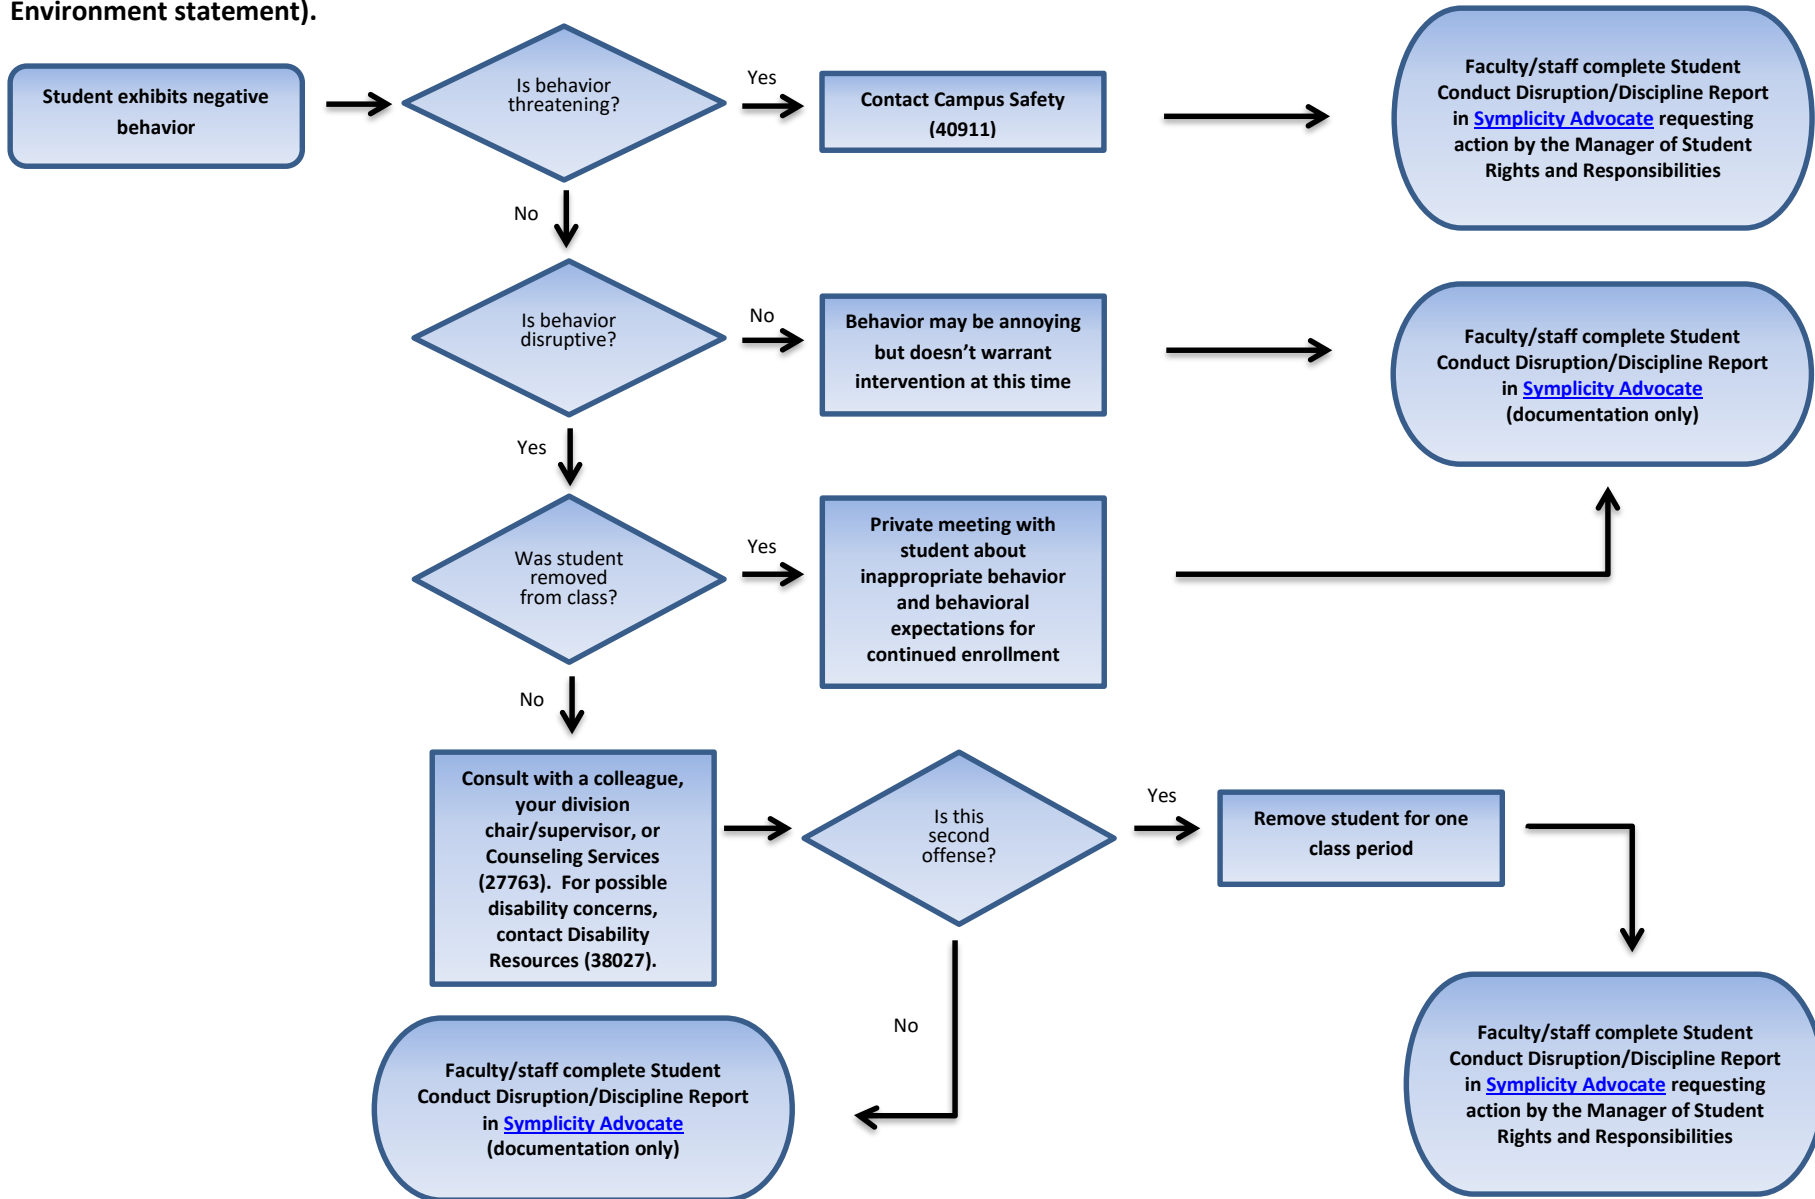 Environment statement).
Student exhibits negative
behavior
Is behavior
threatening?
Yes
Contact Campus Safety
(40911)
Faculty/staff complete Student
Conduct Disruption/Discipline Report
in Symplicity Advocate requesting
action by the Manager of Student
Rights and Responsibilities
No
Is behavior
disruptive?
No
Behavior may be annoying
but doesn’t warrant
intervention at this time
Faculty/staff complete Student
Conduct Disruption/Discipline Report
in Symplicity Advocate
(documentation only)
Yes
Was student
removed
from class?
Yes
Private meeting with
student about
inappropriate behavior
and behavioral
expectations for
continued enrollment
No
Consult with a colleague,
your division
chair/supervisor, or
Counseling Services
(27763).  For possible
disability concerns,
contact Disability
Resources (38027).
Is this
second
offense?
Yes
Remove student for one
class period
No
Faculty/staff complete Student
Conduct Disruption/Discipline Report
in Symplicity Advocate
(documentation only)
Faculty/staff complete Student
Conduct Disruption/Discipline Report
in Symplicity Advocate requesting
action by the Manager of Student
Rights and Responsibilities